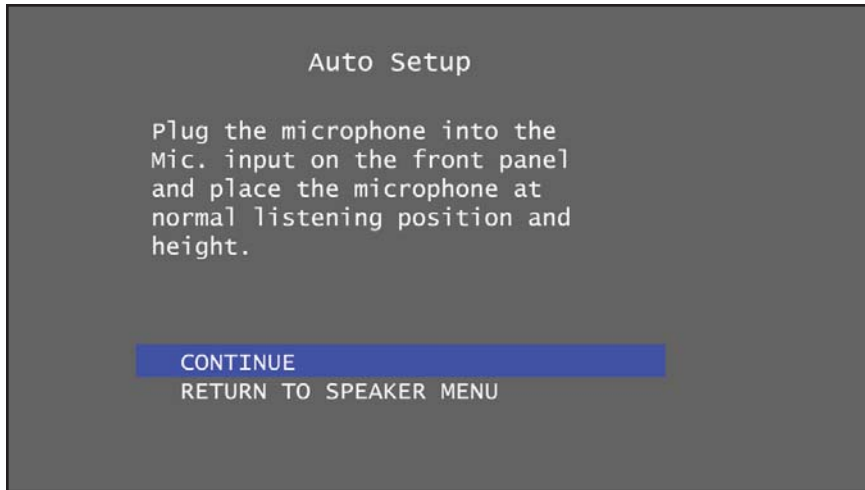 Auto Setup
Plug the microphone into the
Mic. input on the front panel
and place the microphone at
normal listening position and
height.
CONTINUE
RETURN TO SPEAKER MENU